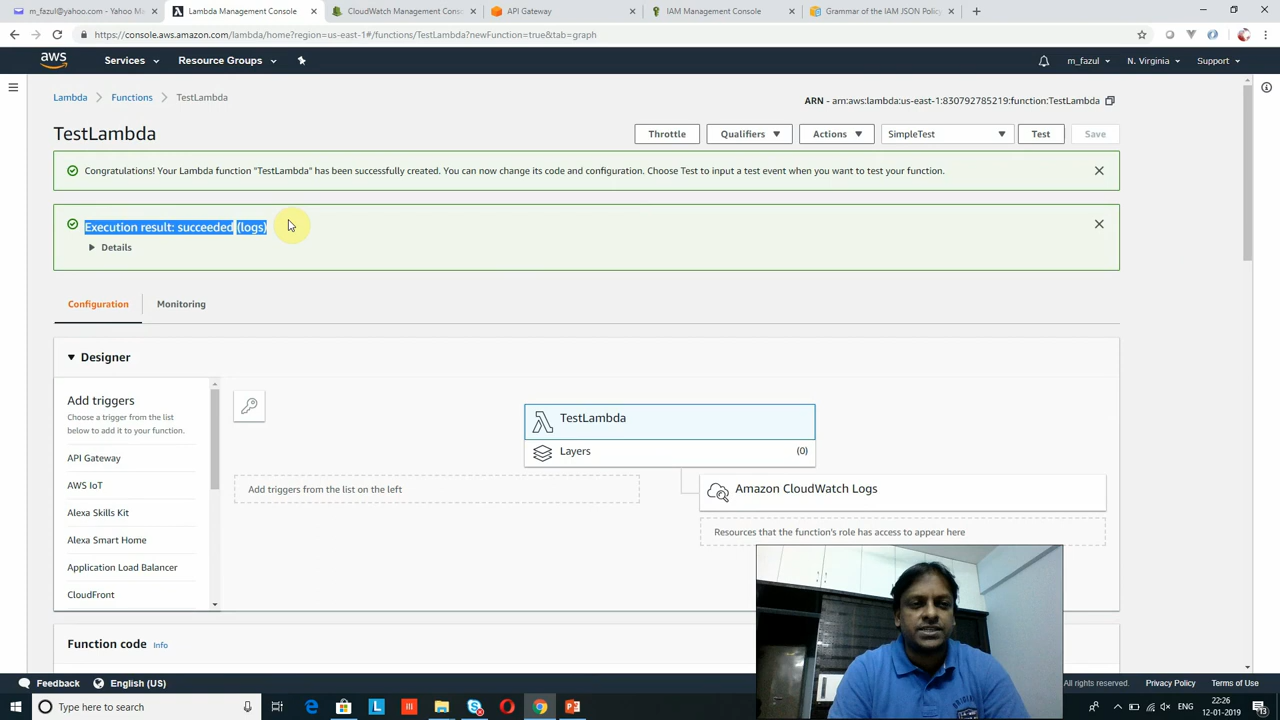 m_fazul@yahoo.com - Yahoo M
Lambda Management Console
CloudWatch Management Cons
API Gateway
IAM Management Console
Grammar of the IAM JSON Polic
https://console.aws.amazon.com/lambda/home?region=us-east-1#/functions/TestLambda?newFunction=true&tab=graph
aws
Services
Resource Groups
m_fazul
N. Virginia
Support
Lambda
Functions
TestLambda
ARN - arn:aws:lambda:us-east-1:830792785219:function:TestLambda
TestLambda
Throttle
Qualifiers
Actions
SimpleTest
Test
Save
Congratulations! Your Lambda function "TestLambda" has been successfully created. You can now change its code and configuration. Choose Test to input a test event when you want to test your function.
Execution result: succeeded (logs)
Details
Configuration
Monitoring
Designer
Add triggers
Choose a trigger from the list
below to add it to your function.
API Gateway
AWS IoT
Alexa Skills Kit
Alexa Smart Home
Application Load Balancer
CloudFront
TestLambda
Layers
(0)
Add triggers from the list on the left
Amazon CloudWatch Logs
Resources that the function's role has access to appear here
Function code
Info
Feedback
English (US)
All rights reserved.
Privacy Policy
Terms of Use
Type here to search
ENG
22:26
12-01-2019